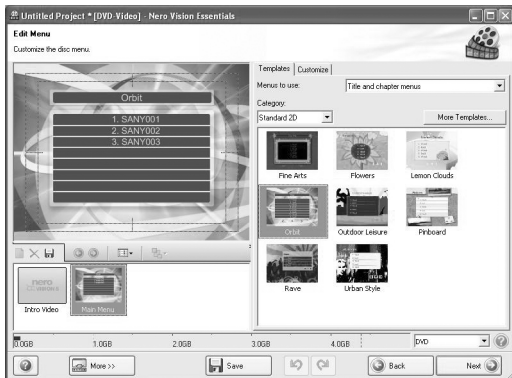 Untitled Project *[DVD-Video] - Nero Vision Essentials
Edit Menu
Customize the disc menu.
Orbit
1. SANY001
2. SANY002
3. SANY003
Templates
Customize
Menus to use:
Title and chapter menus
Category:
Standard 2D
More Templates...
Fine Arts
Flowers
Lemon Clouds
Orbit
Outdoor Leisure
Pinboard
Rave
Urban Style
nero
Intro Video
Main Menu
0.0GB
1.0GB
2.0GB
3.0GB
4.0GB
DVD
More >>
Save
Back
Next